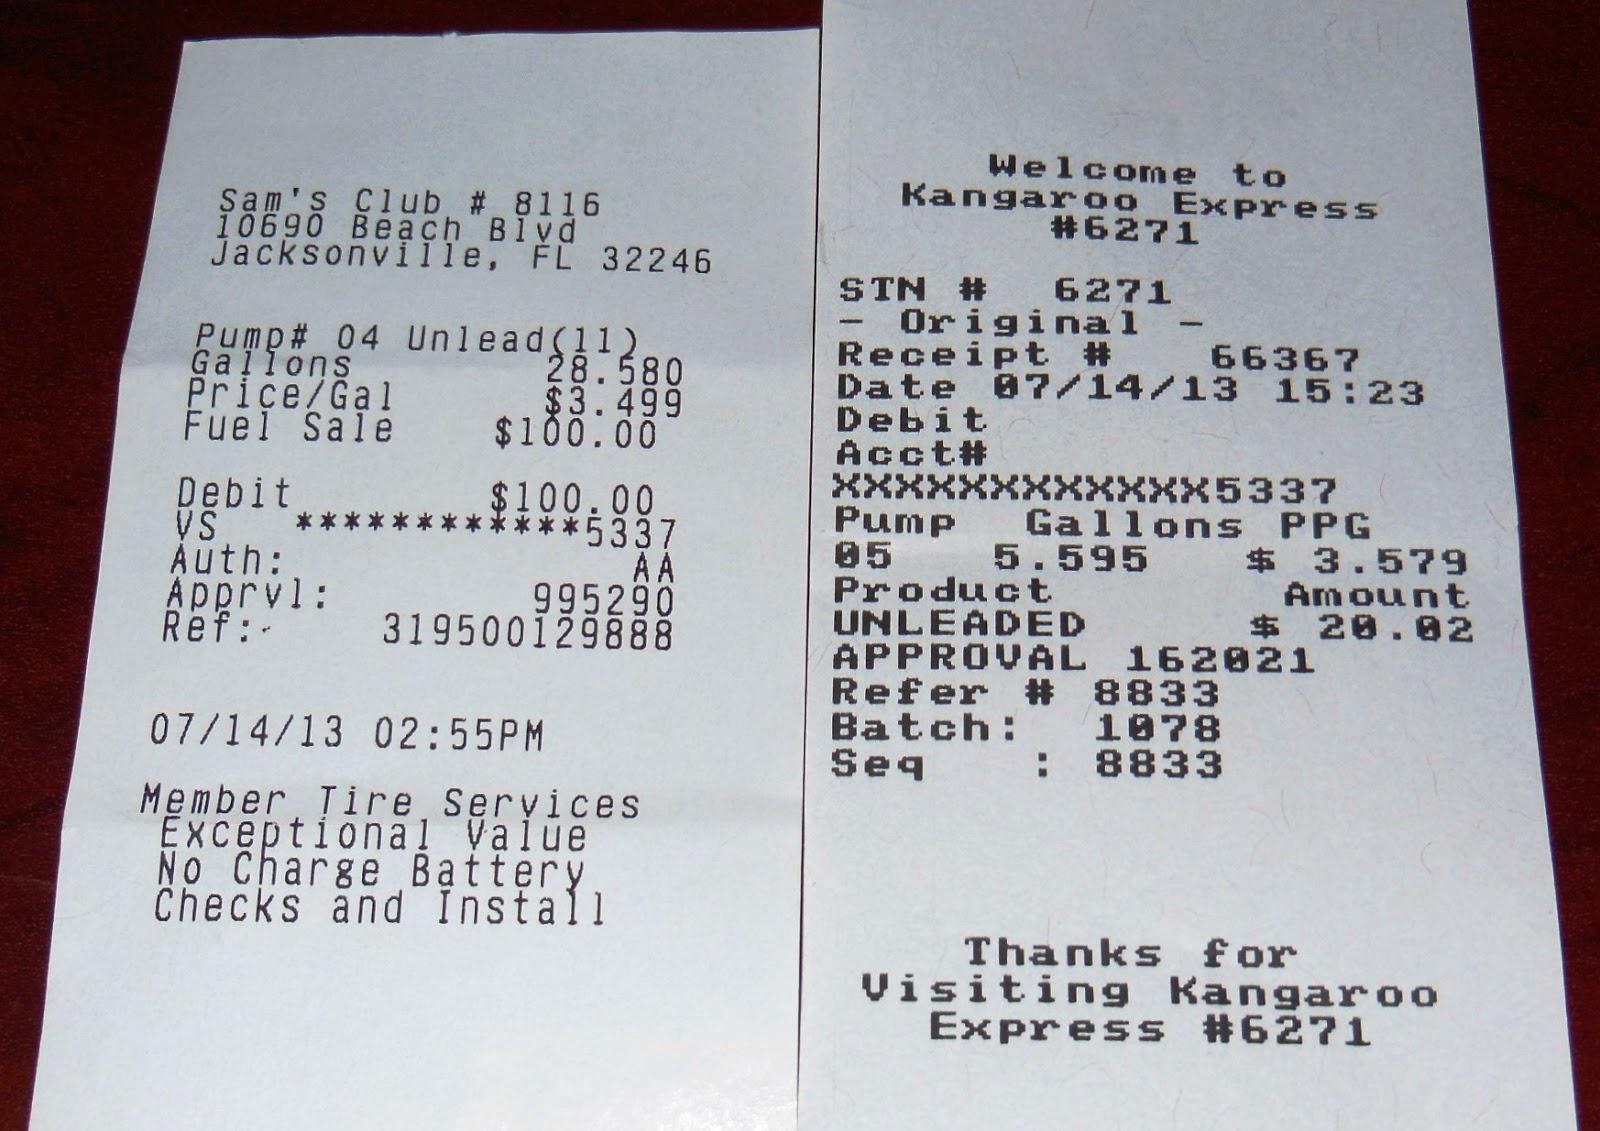 Sam's Club # 8116
10690 Beach Blvd
Jacksonville, FL 32246
Pump# 04 Unlead(11)
Gallons 28.580
Price/Gal $3.499
Fuel Sale $100.00
Debit $100.00
VS ************5337
Auth: AA
Apprvl: 995290
Ref: 319500129888
07/14/13 02:55PM
Member Tire Services
Exceptional Value
No Charge Battery
Checks and Install
Welcome to
Kangaroo Express
#6271
STN # 6271
- Original -
Receipt # 66367
Date 07/14/13 15:23
Debit
Acct#
XXXXXXXXXXXX5337
Pump Gallons PPG
05 5.595 $ 3.579
Product Amount
UNLEADED $ 20.02
APPROVAL 162021
Refer # 8833
Batch: 1078
Seq : 8833
Thanks for
Visiting Kangaroo
Express #6271